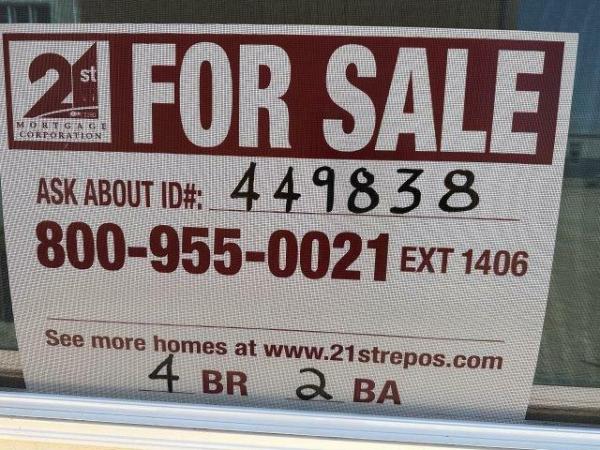 21st
MORTGAGE
CORPORATION
FOR SALE
ASK ABOUT ID#: 449838
800-955-0021 EXT 1406
See more homes at www.21strepos.com
4 BR 2 BA